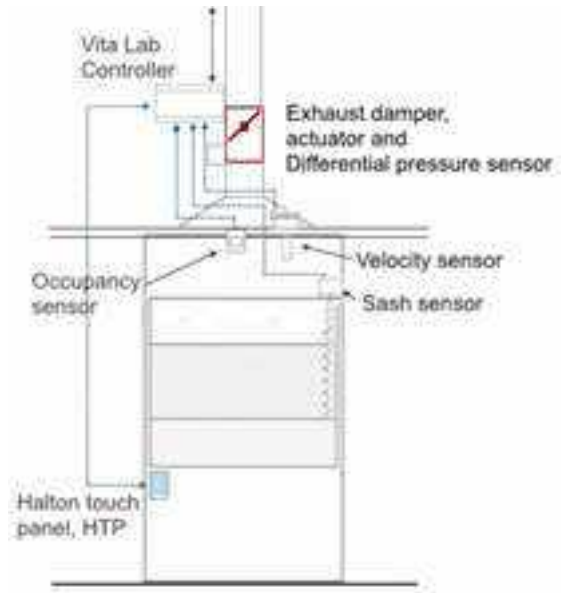 Vita Lab
Controller
Exhaust damper,
actuator and
Differential pressure sensor
Velocity sensor
Occupancy
sensor
Sash sensor
Halton touch
panel, HTP